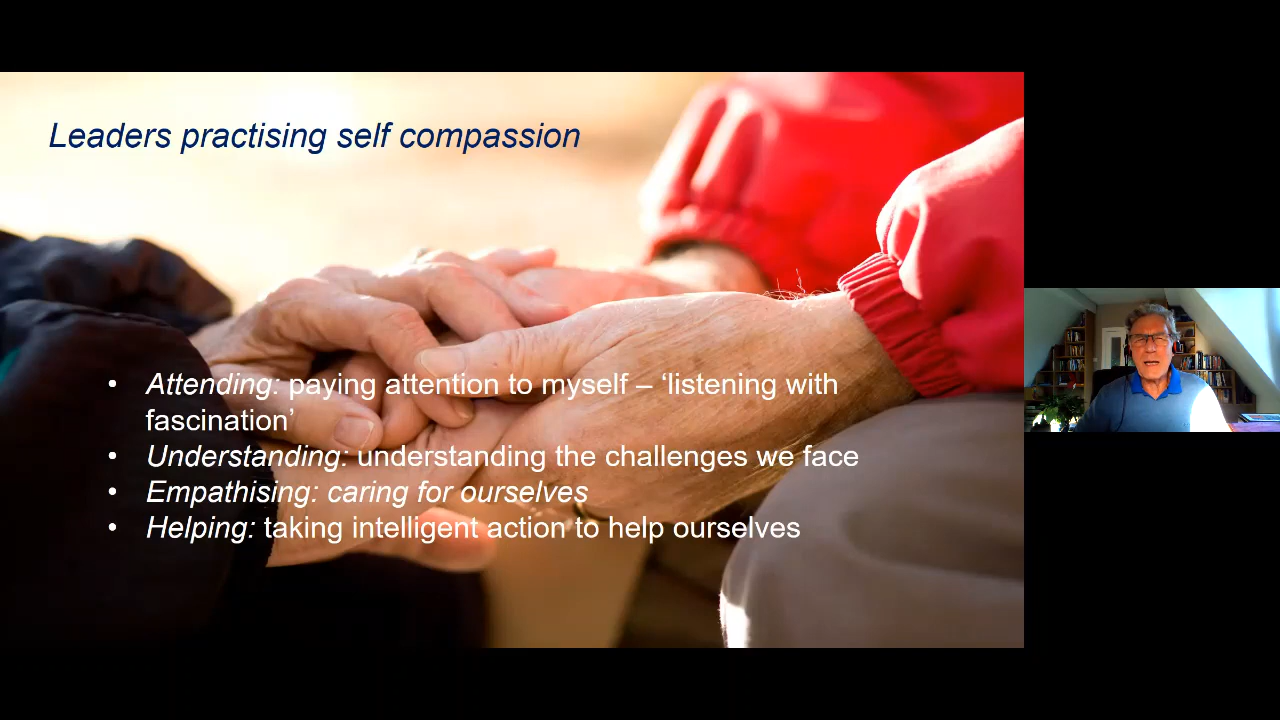 Leaders practising self compassion
• Attending: paying attention to myself – ‘listening with
fascination’
• Understanding: understanding the challenges we face
• Empathising: caring for ourselves
• Helping: taking intelligent action to help ourselves